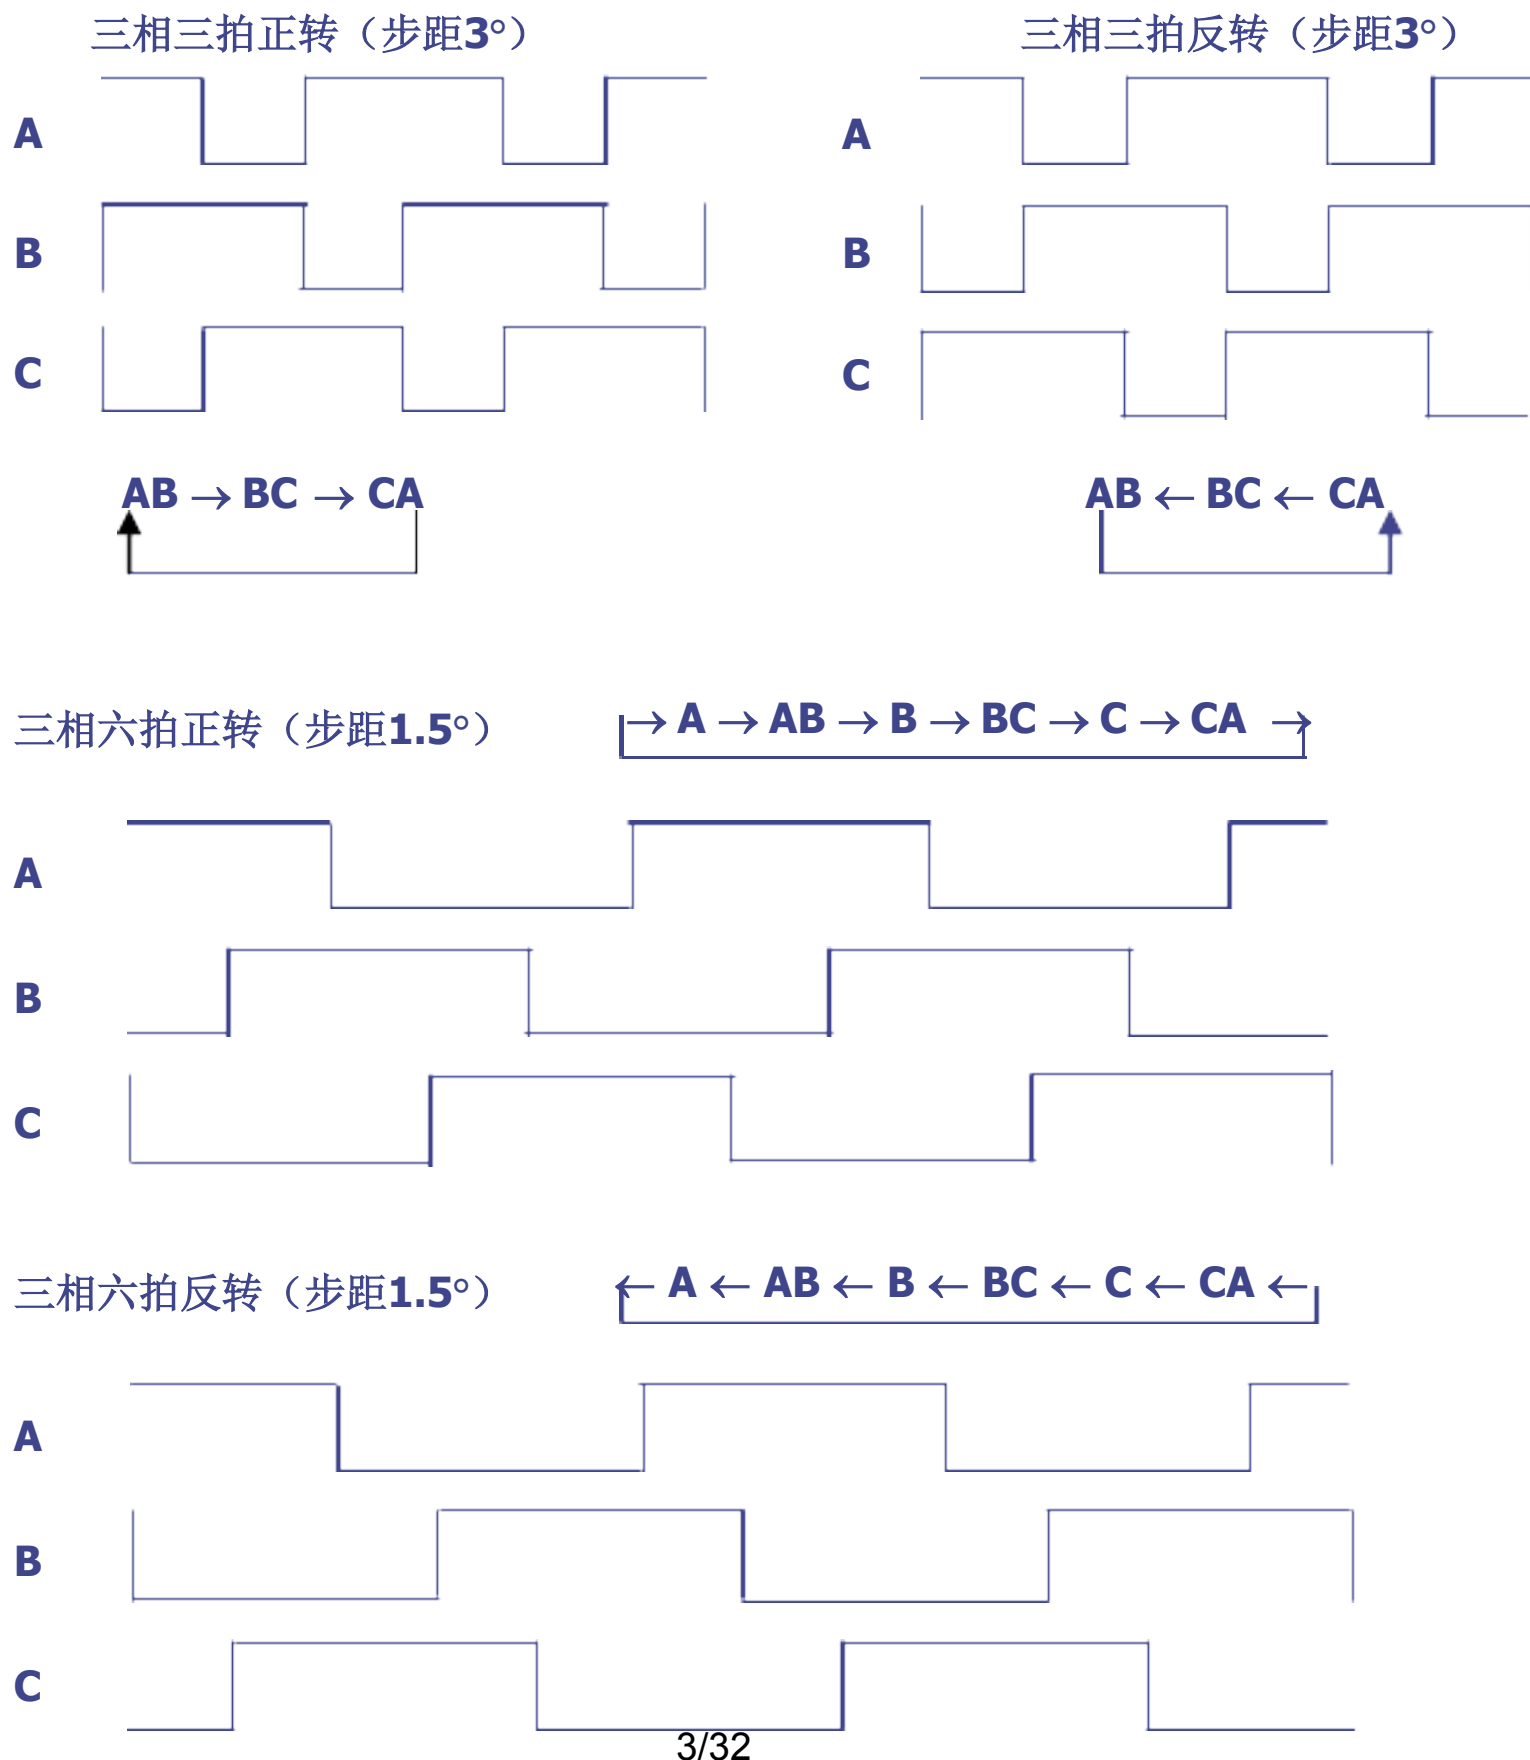 三相三拍正转（步距3°）
三相三拍反转（步距3°）
A
A
B
B
C
C
AB → BC → CA
AB ← BC ← CA
三相六拍正转（步距1.5°）
→ A → AB → B → BC → C → CA →
A
B
C
三相六拍反转（步距1.5°）
← A ← AB ← B ← BC ← C ← CA ←
A
B
C
3/32